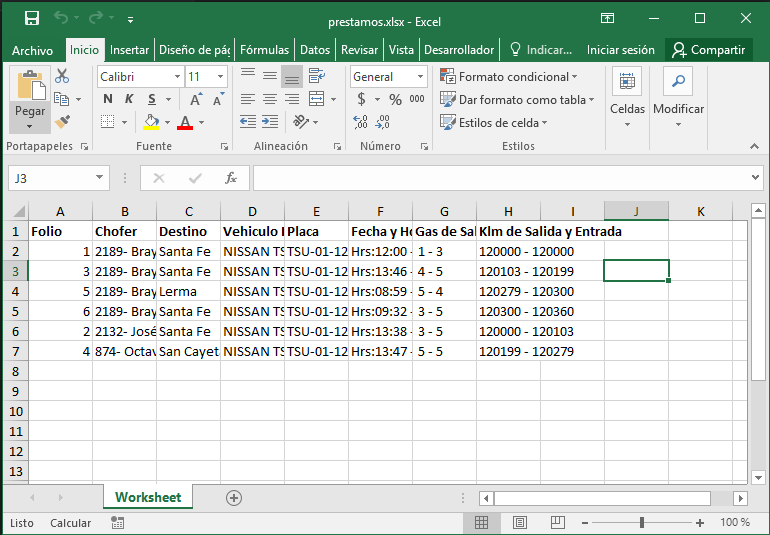 prestamos.xlsx - Excel
Archivo Inicio Insertar Diseño de pág Fórmulas Datos Revisar Vista Desarrollador Indicar... Iniciar sesión Compartir
Calibri 11 General Formato condicional
Pegar N K S A A $ % 000 Dar formato como tabla Celdas Modificar
A Estilos de celda
Portapapeles Fuente Alineación Número Estilos
J3 fx
A B C D E F G H I J K
1 Folio Chofer Destino Vehiculo Placa Fecha y Ho Gas de Sal Klm de Salida y Entrada
2 1 2189- Bray Santa Fe NISSAN TS TSU-01-12 Hrs:12:00 - 1 - 3 120000 - 120000
3 3 2189- Bray Santa Fe NISSAN TS TSU-01-12 Hrs:13:46 - 4 - 5 120103 - 120199
4 5 2189- Bray Lerma NISSAN TS TSU-01-12 Hrs:08:59 - 5 - 4 120279 - 120300
5 6 2189- Bray Santa Fe NISSAN TS TSU-01-12 Hrs:09:32 - 3 - 5 120300 - 120360
6 2 2132- José Santa Fe NISSAN TS TSU-01-12 Hrs:13:38 - 3 - 5 120000 - 120103
7 4 874- Octav San Cayet NISSAN TS TSU-01-12 Hrs:13:47 - 5 - 5 120199 - 120279
8
9
10
11
12
13
Worksheet
Listo Calcular 100 %